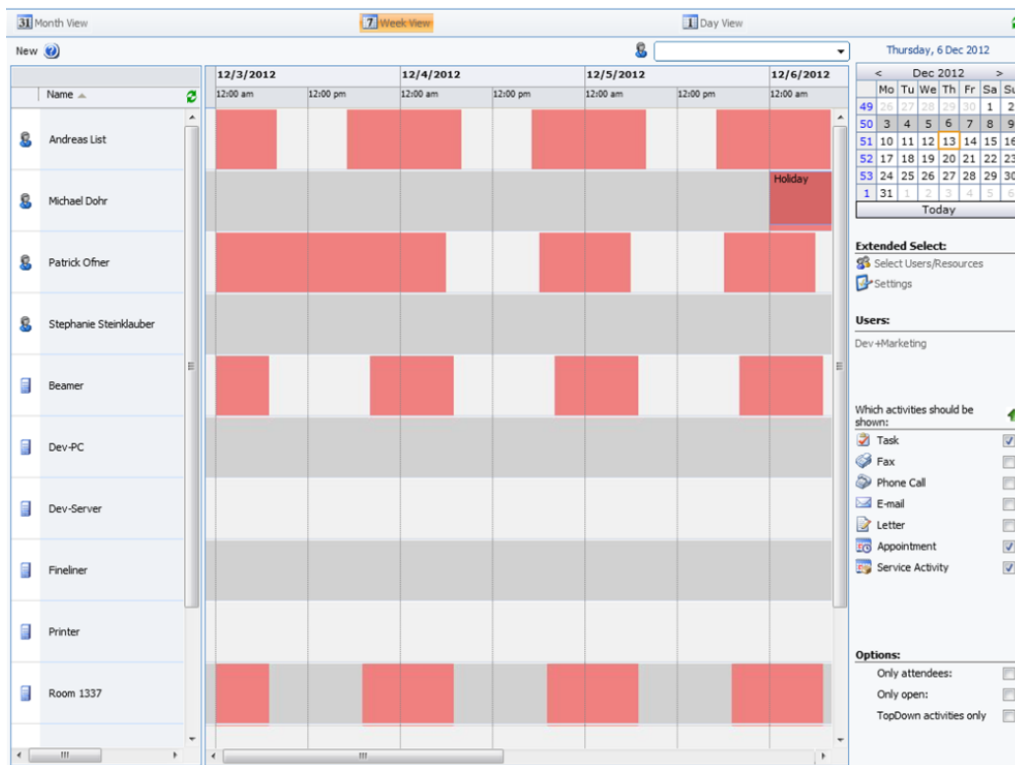 31 Month View 7 Week View 1 Day View
New Thursday, 6 Dec 2012
12/3/2012 12/4/2012 12/5/2012 12/6/2012
Name 12:00 am 12:00 pm 12:00 am 12:00 pm 12:00 am 12:00 pm 12:00 am
Andreas List
Michael Dohr
Holiday
Patrick Ofner
Stephanie Steinklauber
Beamer
Dev-PC
Dev-Server
Fineliner
Printer
Room 1337
< Dec 2012 >
Mo Tu We Th Fr Sa Su
49 26 27 28 29 30 1 2
50 3 4 5 6 7 8 9
51 10 11 12 13 14 15 16
52 17 18 19 20 21 22 23
53 24 25 26 27 28 29 30
1 31 1 2 3 4 5 6
Today
Extended Select:
Select Users/Resources
Settings
Users:
Dev+Marketing
Which activities should be
shown:
Task
Fax
Phone Call
E-mail
Letter
Appointment
Service Activity
Options:
Only attendees:
Only open:
TopDown activities only